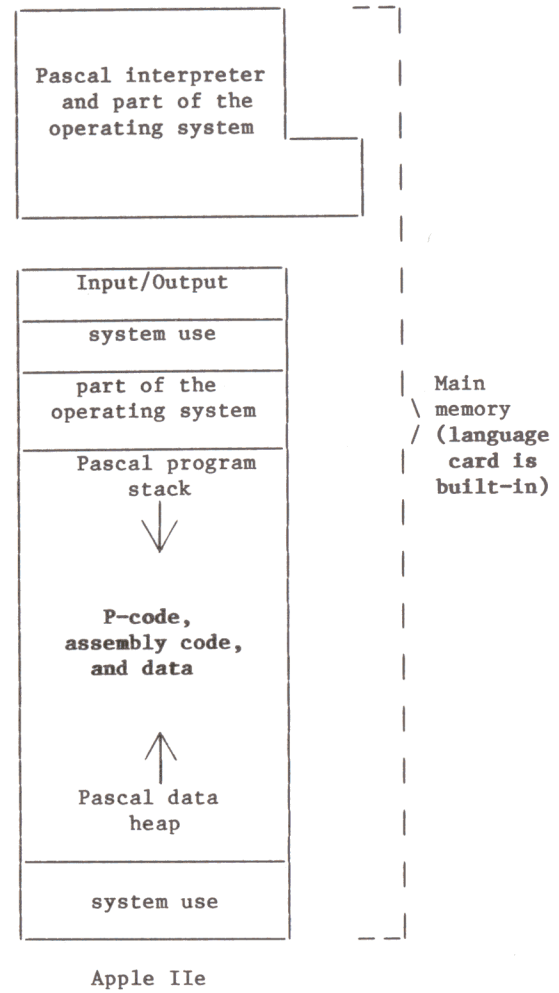 Pascal interpreter
and part of the
operating system
Input/Output
system use
part of the
operating system
Pascal program
stack
P-code,
assembly code,
and data
Pascal data
heap
system use
Main
memory
(language
card is
built-in)
Apple IIe